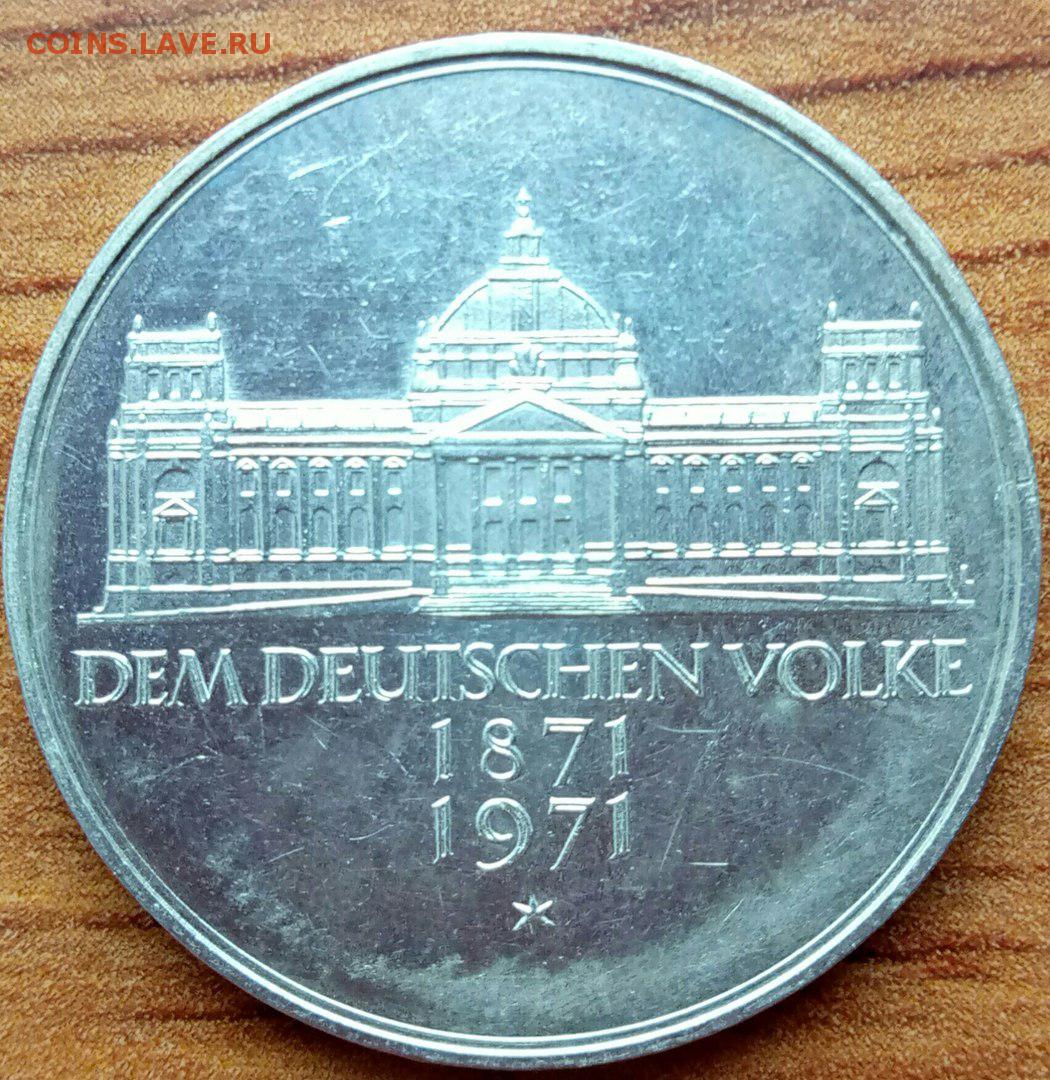 COINS.LAVE.RU
DEM DEUTSCHEN VOLKE
1871
1971